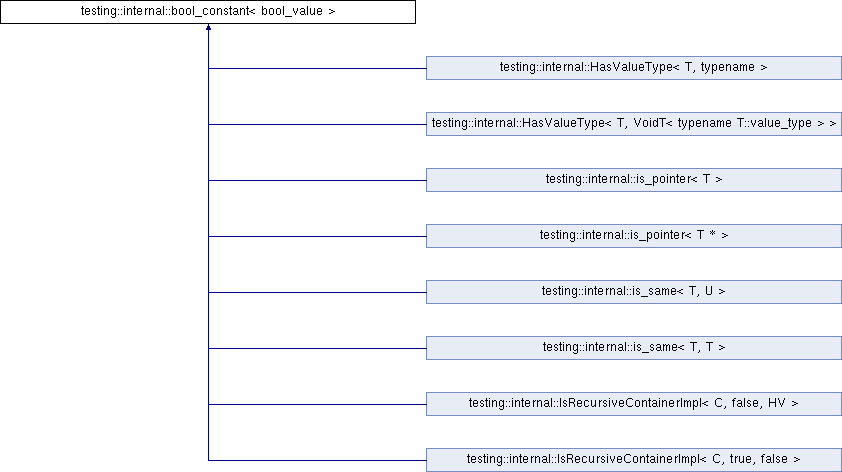 testing::internal::bool_constant< bool_value >
testing::internal::HasValueType< T, typename >
testing::internal::HasValueType< T, VoidT< typename T::value_type > >
testing::internal::is_pointer< T >
testing::internal::is_pointer< T * >
testing::internal::is_same< T, U >
testing::internal::is_same< T, T >
testing::internal::IsRecursiveContainerImpl< C, false, HV >
testing::internal::IsRecursiveContainerImpl< C, true, false >